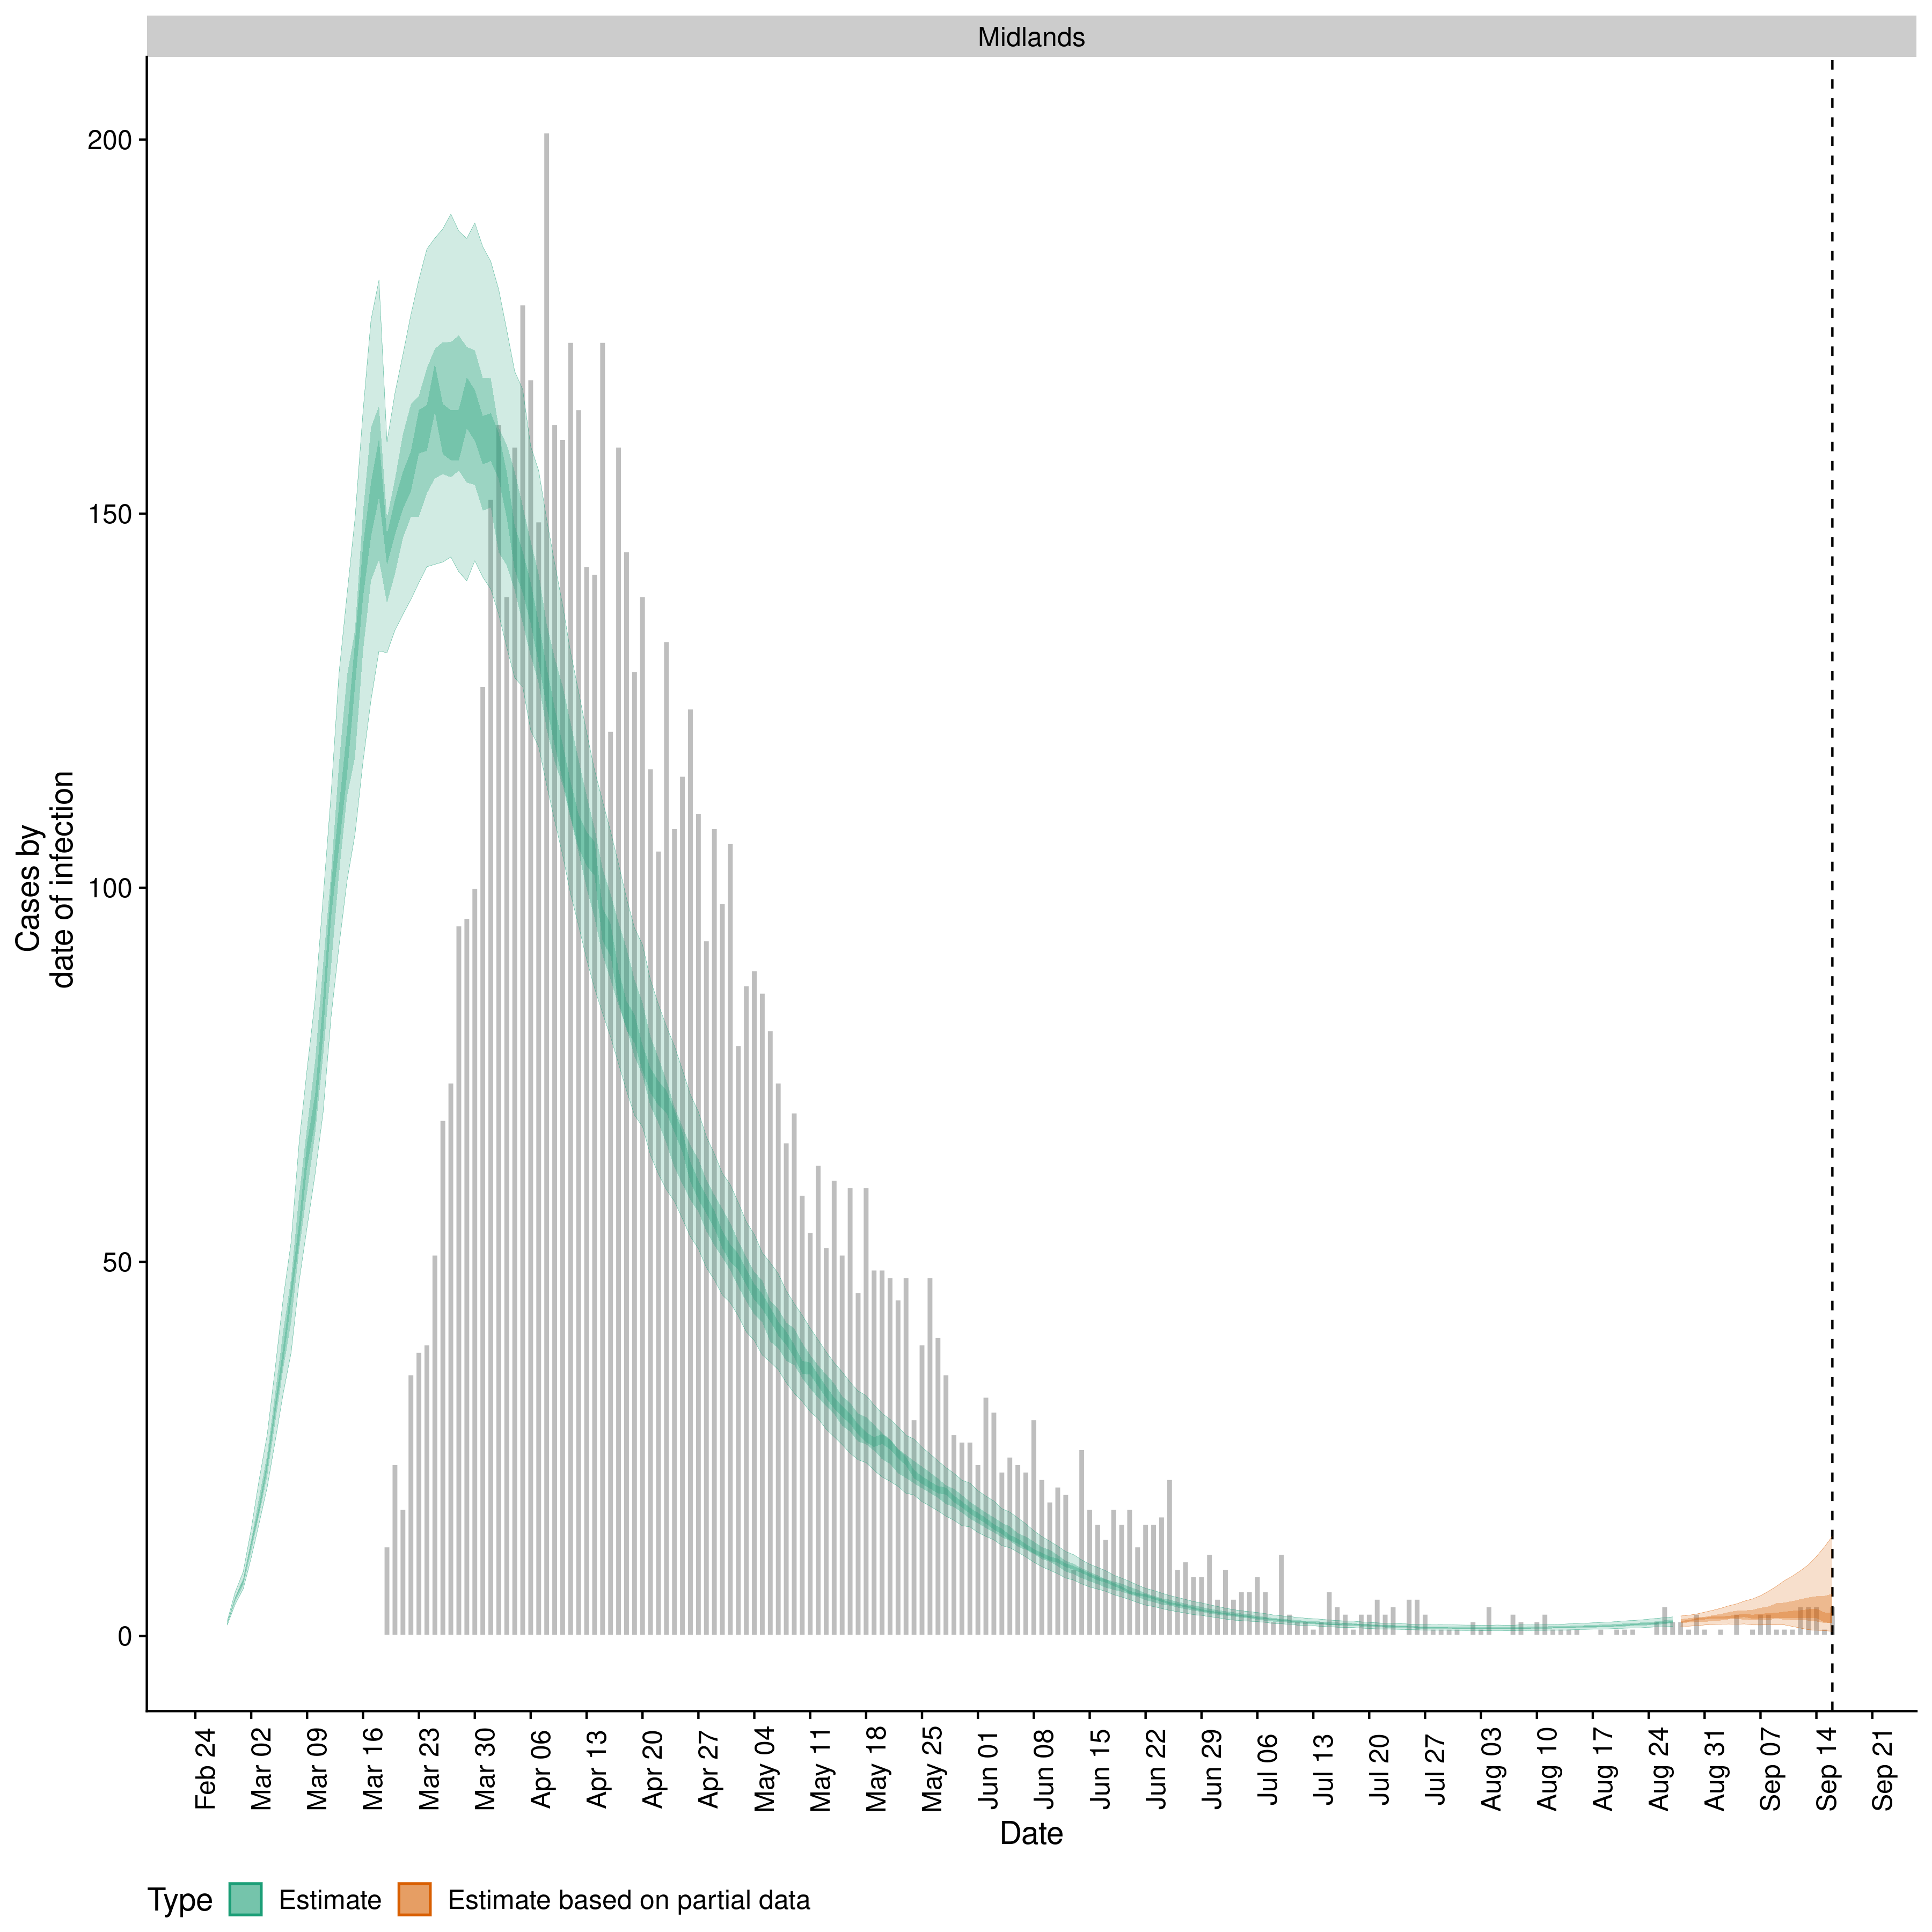 Midlands
200
150
100
50
0
Cases by
date of infection
Feb 24
Mar 02
Mar 09
Mar 16
Mar 23
Mar 30
Apr 06
Apr 13
Apr 20
Apr 27
May 04
May 11
May 18
May 25
Jun 01
Jun 08
Jun 15
Jun 22
Jun 29
Jul 06
Jul 13
Jul 20
Jul 27
Aug 03
Aug 10
Aug 17
Aug 24
Aug 31
Sep 07
Sep 14
Sep 21
Date
Type Estimate Estimate based on partial data